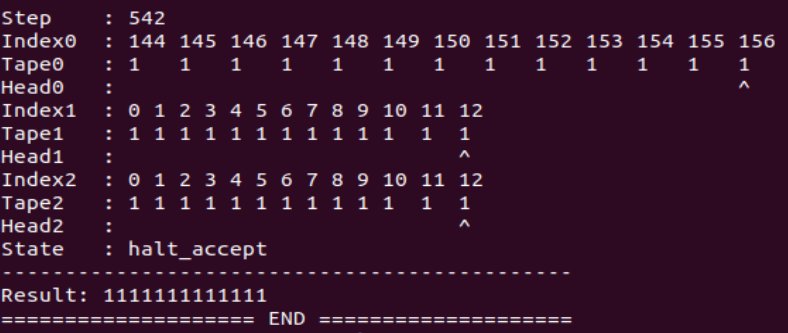 Step    : 542
Index0  : 144 145 146 147 148 149 150 151 152 153 154 155 156
Tape0   : 1   1   1   1   1   1   1   1   1   1   1   1   1
Head0   :                                                 ^
Index1  : 0 1 2 3 4 5 6 7 8 9 10 11 12
Tape1   : 1 1 1 1 1 1 1 1 1 1 1  1  1
Head1   :                           ^
Index2  : 0 1 2 3 4 5 6 7 8 9 10 11 12
Tape2   : 1 1 1 1 1 1 1 1 1 1 1  1  1
Head2   :                           ^
State   : halt_accept
---------------------------------------------
Result: 1111111111111
==================== END ====================